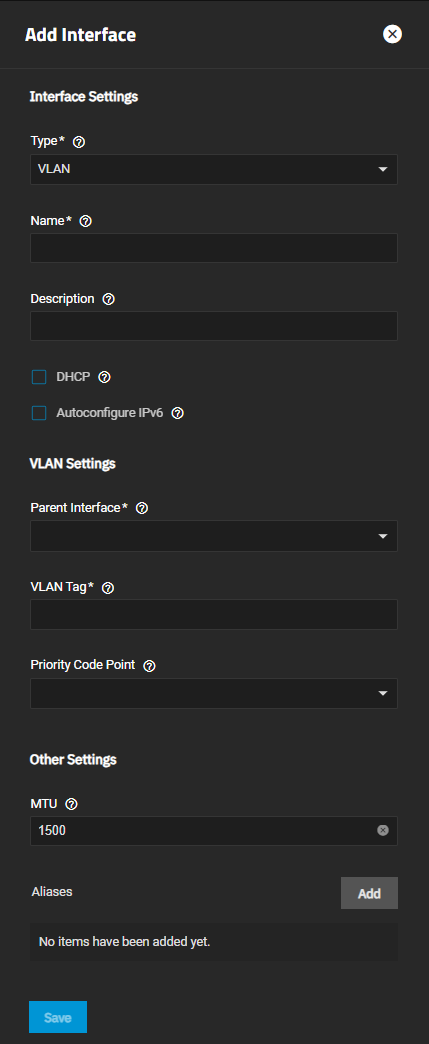 Add Interface
Interface Settings
Type*
VLAN
Name*
Description
DHCP
Autoconfigure IPv6
VLAN Settings
Parent Interface*
VLAN Tag*
Priority Code Point
Other Settings
MTU
1500
Aliases
Add
No items have been added yet.
Save